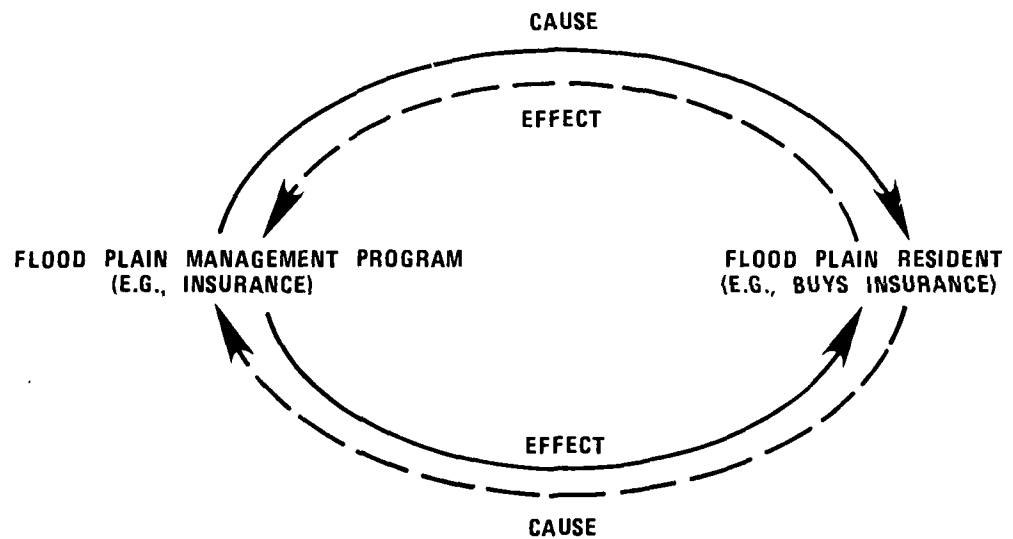 CAUSE
EFFECT
FLOOD PLAIN MANAGEMENT PROGRAM
(E.G., INSURANCE)
FLOOD PLAIN RESIDENT
(E.G., BUYS INSURANCE)
EFFECT
CAUSE